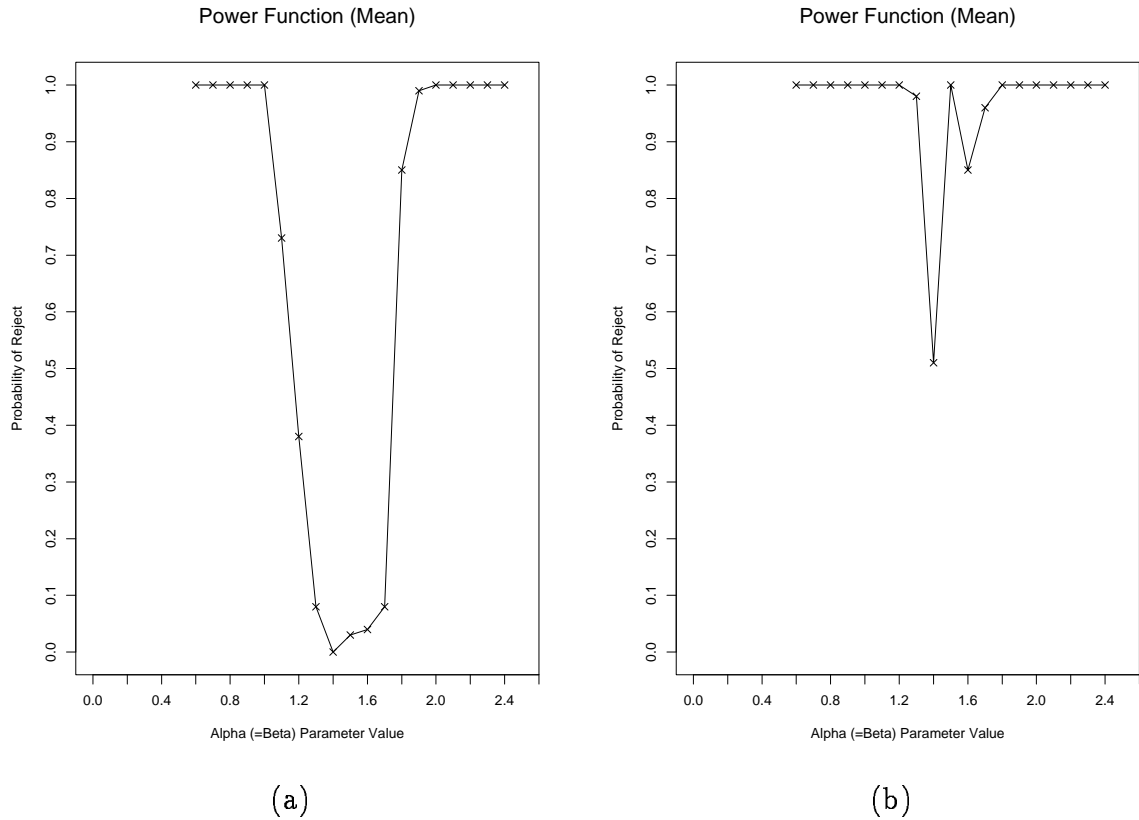 Power Function (Mean)
Probability of Reject
1.0
0.9
0.8
0.7
0.6
0.5
0.4
0.3
0.2
0.1
0.0
0.0 0.4 0.8 1.2 1.6 2.0 2.4
Alpha (=Beta) Parameter Value
(a)
Power Function (Mean)
Probability of Reject
1.0
0.9
0.8
0.7
0.6
0.5
0.4
0.3
0.2
0.1
0.0
0.0 0.4 0.8 1.2 1.6 2.0 2.4
Alpha (=Beta) Parameter Value
(b)